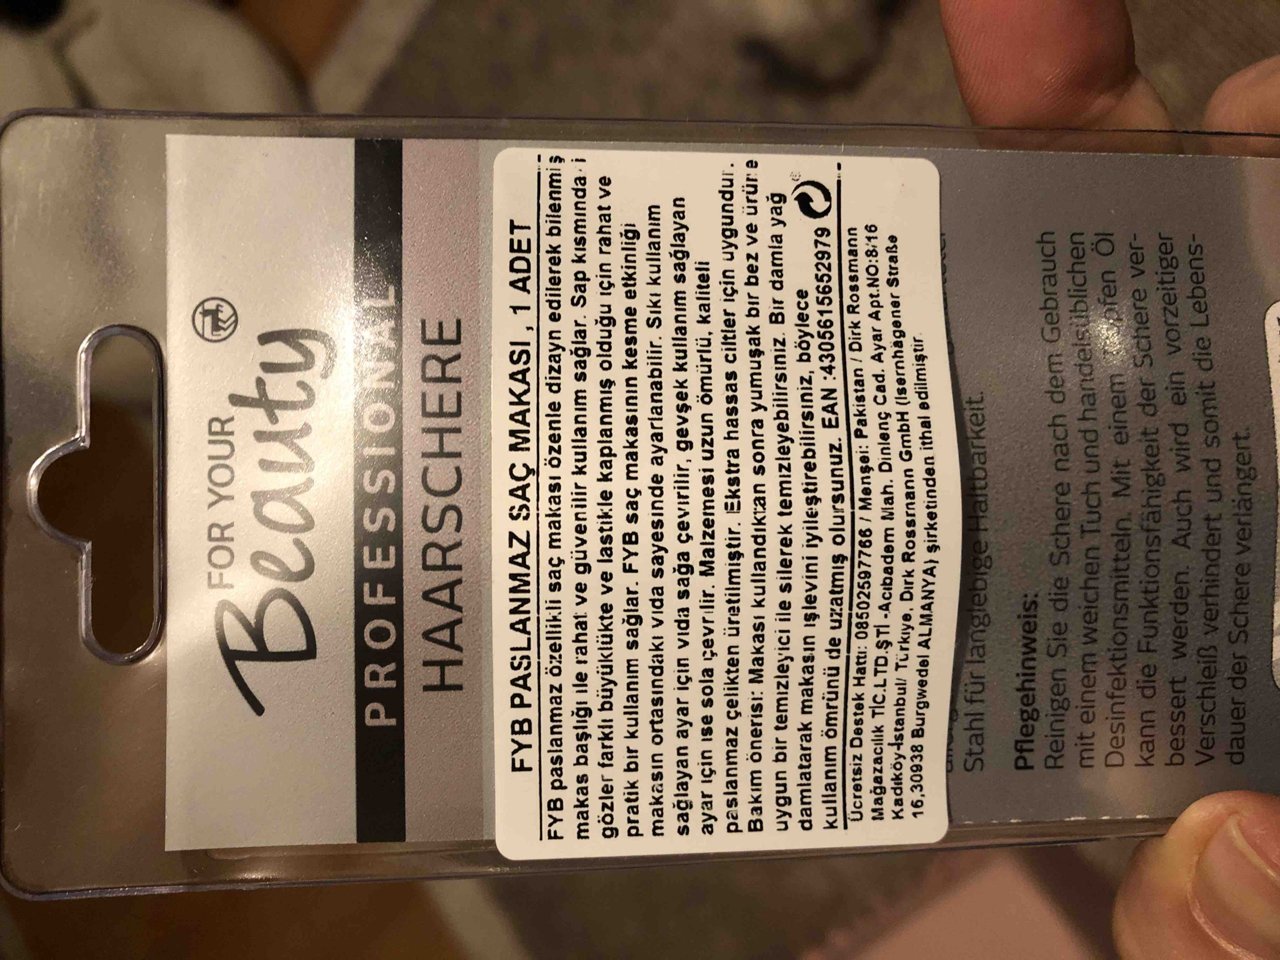 FOR YOUR
Beauty
PROFESSIONAL
HAARSCHERE
FYB PASLANMAZ SAÇ MAKASI, 1 ADET
FYB paslanmaz özellikli saç makası özenle dizayn edilerek bilenmiş
makas başlığı ile rahat ve güvenilir kullanım sağlar. Sap kısmında i
gözler farklı büyüklükte ve lastikle kaplanmış olduğu için rahat ve
pratik bir kullanım sağlar. FYB saç makasının kesme etkinliği
makasın ortasındaki vida sayesinde ayarlanabilir. Sıkı kullanım
sağlayan ayar için vida sağa çevirilir, gevşek kullanım sağlayan
ayar için ise sola çevrilir. Malzemesi uzun ömürlü, kaliteli
paslanmaz çelikten üretilmiştir. Ekstra hassas ciltler için uygundur.
Bakım önerisi: Makası kullandıktan sonra yumuşak bir bez ve ürüne
uygun bir temizleyici ile silerek temizleyebilirsiniz. Bir damla yağ
damlatarak makasın işlevini iyileştirebilirsiniz, böylece
kullanım ömrünü de uzatmış olursunuz. EAN :4305615652979
Ücretsiz Destek Hattı: 08502597766 / Menşei: Pakistan / Dirk Rossmann
Mağazacılık TİC.LTD.ŞTİ -Acıbadem Mah. Dinlenç Cad. Ayar Apt.NO:8/16
Kadıköy-İstanbul/ Türkiye, Dirk Rossmann GmbH (Isernhägener Straße
16,30938 Burgwedel ALMANYA) şirketinden ithal edilmiştir.
Stahl für langlebige Haltbarkeit.
Pflegehinweis:
Reinigen Sie die Schere nach dem Gebrauch
mit einem weichen Tuch und handelsüblichen
Desinfektionsmitteln. Mit einem Tropfen Öl
kann die Funktionsfähigkeit der Schere ver-
bessert werden. Auch wird ein vorzeitiger
Verschleiß verhindert und somit die Lebens-
dauer der Schere verlängert.